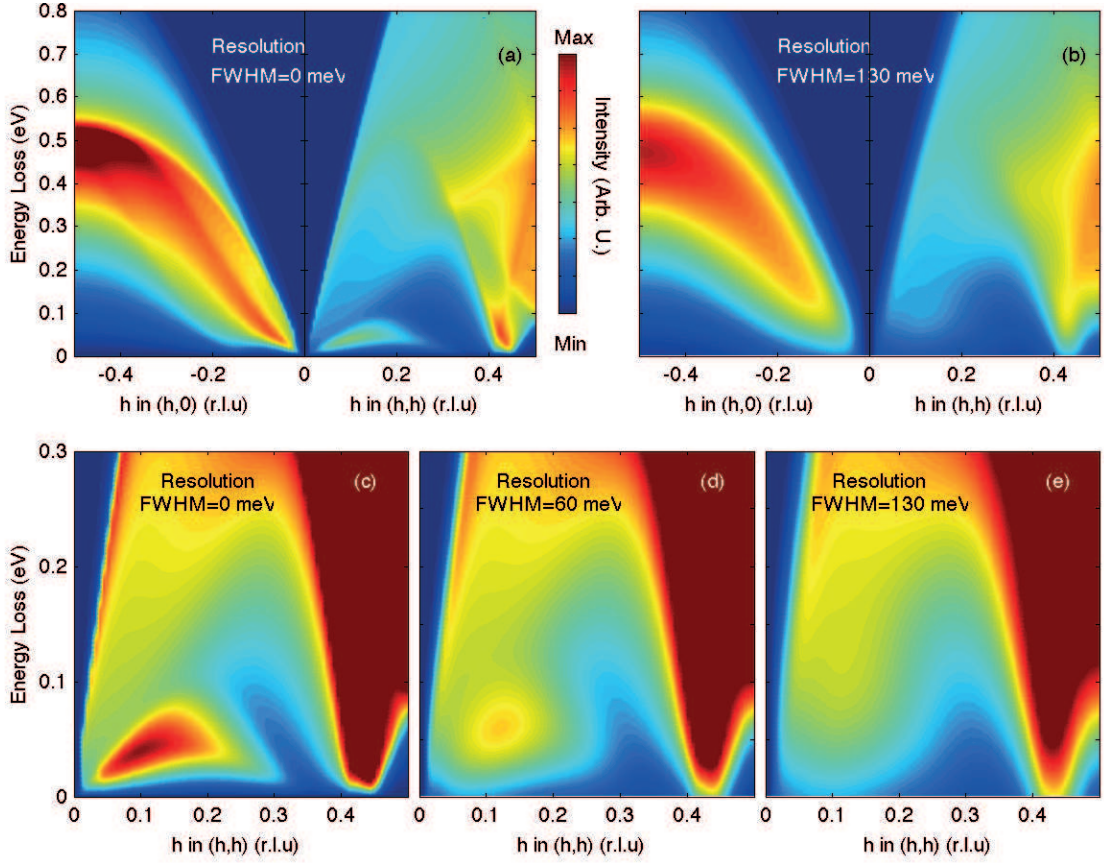 0.8
0.7
0.6
0.5
0.4
0.3
0.2
0.1
0
Energy Loss (eV)
Resolution
FWHM=0 meV
(a)
-0.4 -0.2 0 0.2 0.4
h in (h,0) (r.l.u) h in (h,h) (r.l.u)
Max
Intensity (Arb. U.)
Min
Resolution
FWHM=130 meV
(b)
-0.4 -0.2 0 0.2 0.4
h in (h,0) (r.l.u) h in (h,h) (r.l.u)
0.3
0.2
0.1
0
Energy Loss (eV)
Resolution
FWHM=0 meV
(c)
0 0.1 0.2 0.3 0.4
h in (h,h) (r.l.u)
Resolution
FWHM=60 meV
(d)
0.1 0.2 0.3 0.4
h in (h,h) (r.l.u)
Resolution
FWHM=130 meV
(e)
0.1 0.2 0.3 0.4
h in (h,h) (r.l.u)